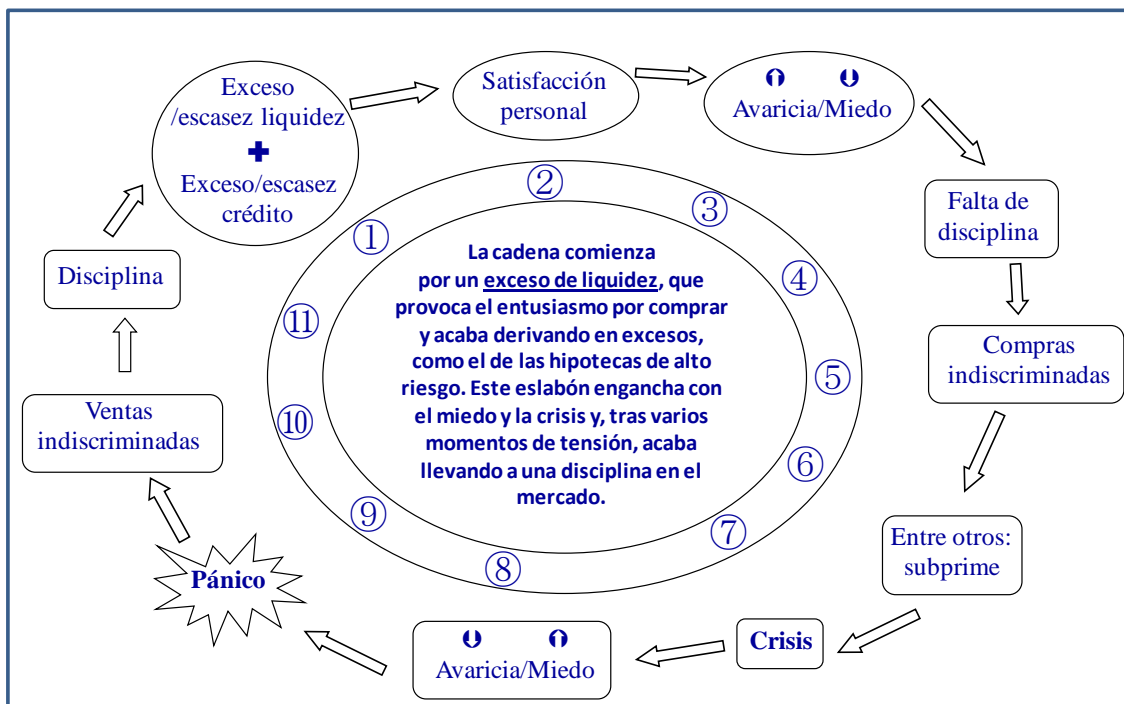 Exceso
/escasez liquidez
✚
Exceso/escasez
crédito
Satisfacción
personal
⬆ ⬇
Avaricia/Miedo
Falta de
disciplina
Compras
indiscriminadas
Entre otros:
subprime
Crisis
⬇ ⬆
Avaricia/Miedo
Pánico
Ventas
indiscriminadas
Disciplina
①
②
③
④
⑤
⑥
⑦
⑧
⑨
⑩
⑪
La cadena comienza
por un exceso de liquidez, que
provoca el entusiasmo por comprar
y acaba derivando en excesos,
como el de las hipotecas de alto
riesgo. Este eslabón engancha con
el miedo y la crisis y, tras varios
momentos de tensión, acaba
llevando a una disciplina en el
mercado.